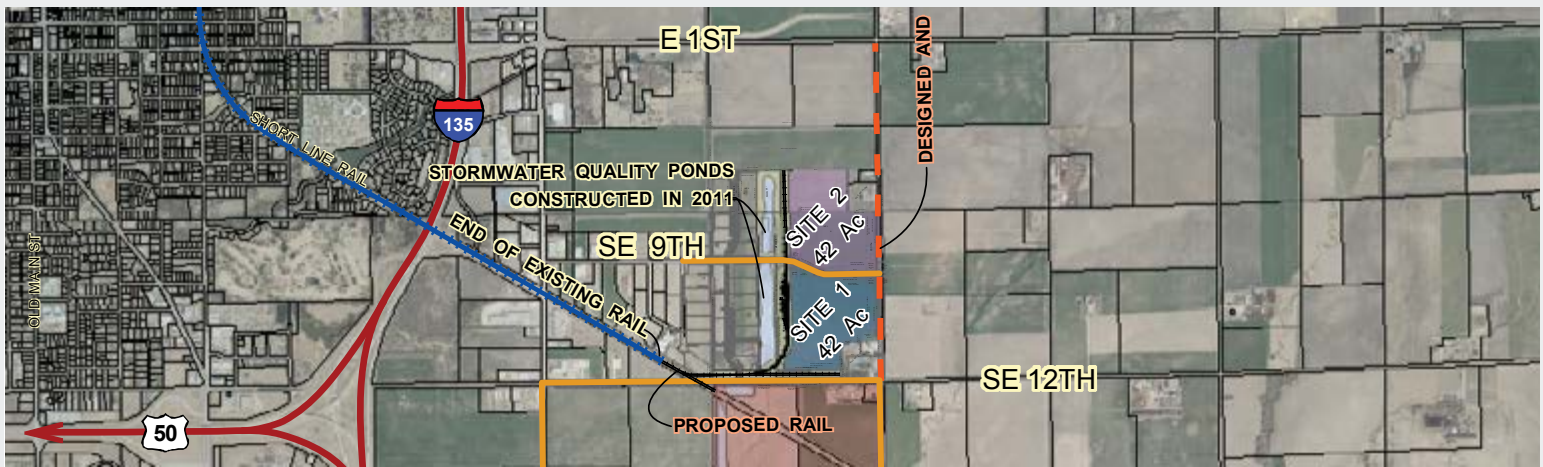 E 1ST
DESIGNED AND
SHORT LINE RAIL
135
STORMWATER QUALITY PONDS
CONSTRUCTED IN 2011
SITE 2
42 Ac
END OF EXISTING RAIL
SE 9TH
OLD MAIN ST
SITE 1
42 Ac
SE 12TH
PROPOSED RAIL
50